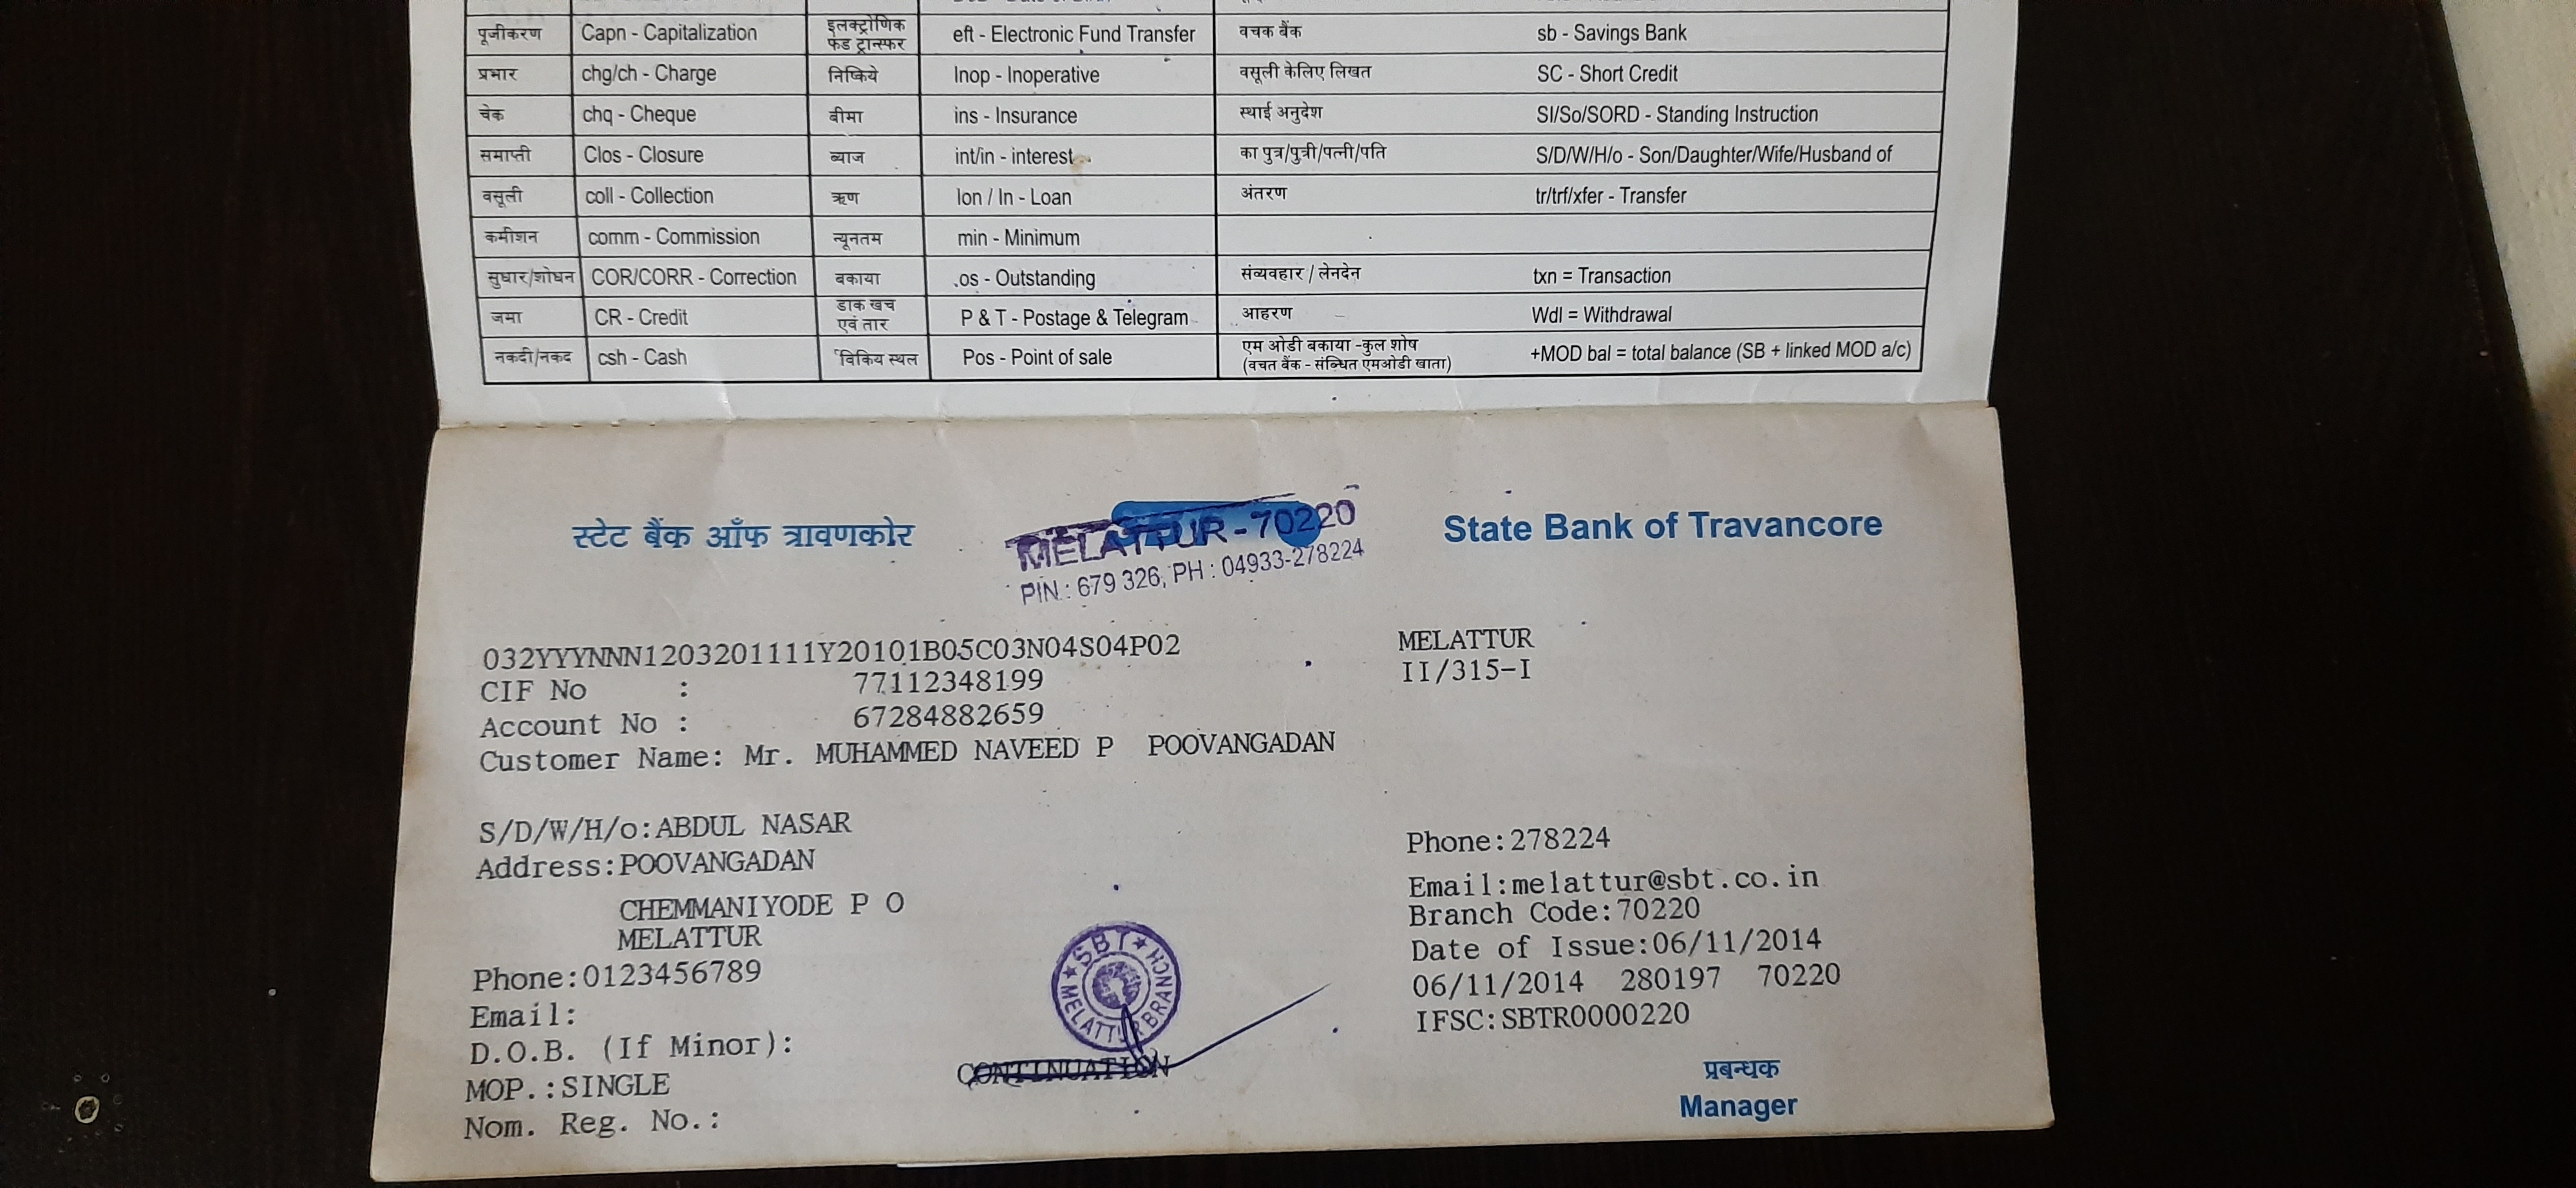 पूंजीकरण Capn - Capitalization इलेक्ट्रोनिक फंड ट्रान्सफर eft - Electronic Fund Transfer बचक बैंक sb - Savings Bank
प्रभार chg/ch - Charge निष्क्रिये Inop - Inoperative वसूली केलिए लिखत SC - Short Credit
चेक chq - Cheque बीमा ins - Insurance स्थाई अनुदेश SI/So/SORD - Standing Instruction
समाप्ती Clos - Closure ब्याज int/in - interest का पुत्र/पुत्री/पत्नी/पति S/D/W/H/o - Son/Daughter/Wife/Husband of
वसूली coll - Collection ऋण lon / ln - Loan अंतरण tr/trf/xfer - Transfer
कमीशन comm - Commission न्यूनतम min - Minimum
सुधार/शोधन COR/CORR - Correction बकाया .os - Outstanding संव्यवहार / लेनदेन txn = Transaction
जमा CR - Credit डाक खर्च एवं तार P & T - Postage & Telegram आहरण Wdl = Withdrawal
नकदी/नकद csh - Cash विक्रिय स्थल Pos - Point of sale एम ओडी बकाया -कुल शेष +MOD bal = total balance (SB + linked MOD a/c)
(बचत बैंक - संन्धित एमओडी खाता)
स्टेट बैंक ऑफ त्रावणकोर MELATTUR - 70220 State Bank of Travancore
PIN : 679 326, PH : 04933-278224
032YYYNNN1203201111Y20101B05C03N04S04P02 MELATTUR
CIF No : 77112348199 II/315-I
Account No : 67284882659
Customer Name: Mr. MUHAMMED NAVEED P POOVANGADAN
S/D/W/H/o:ABDUL NASAR Phone:278224
Address:POOVANGADAN Email:melattur@sbt.co.in
CHEMMANIYODE P O Branch Code:70220
MELATTUR Date of Issue:06/11/2014
Phone:0123456789 06/11/2014 280197 70220
Email: IFSC:SBTR0000220
D.O.B. (If Minor):
MOP.:SINGLE CONTINUATION प्रबन्धक
Nom. Reg. No.: Manager
★ SBT ★ MELATTUR BRANCH